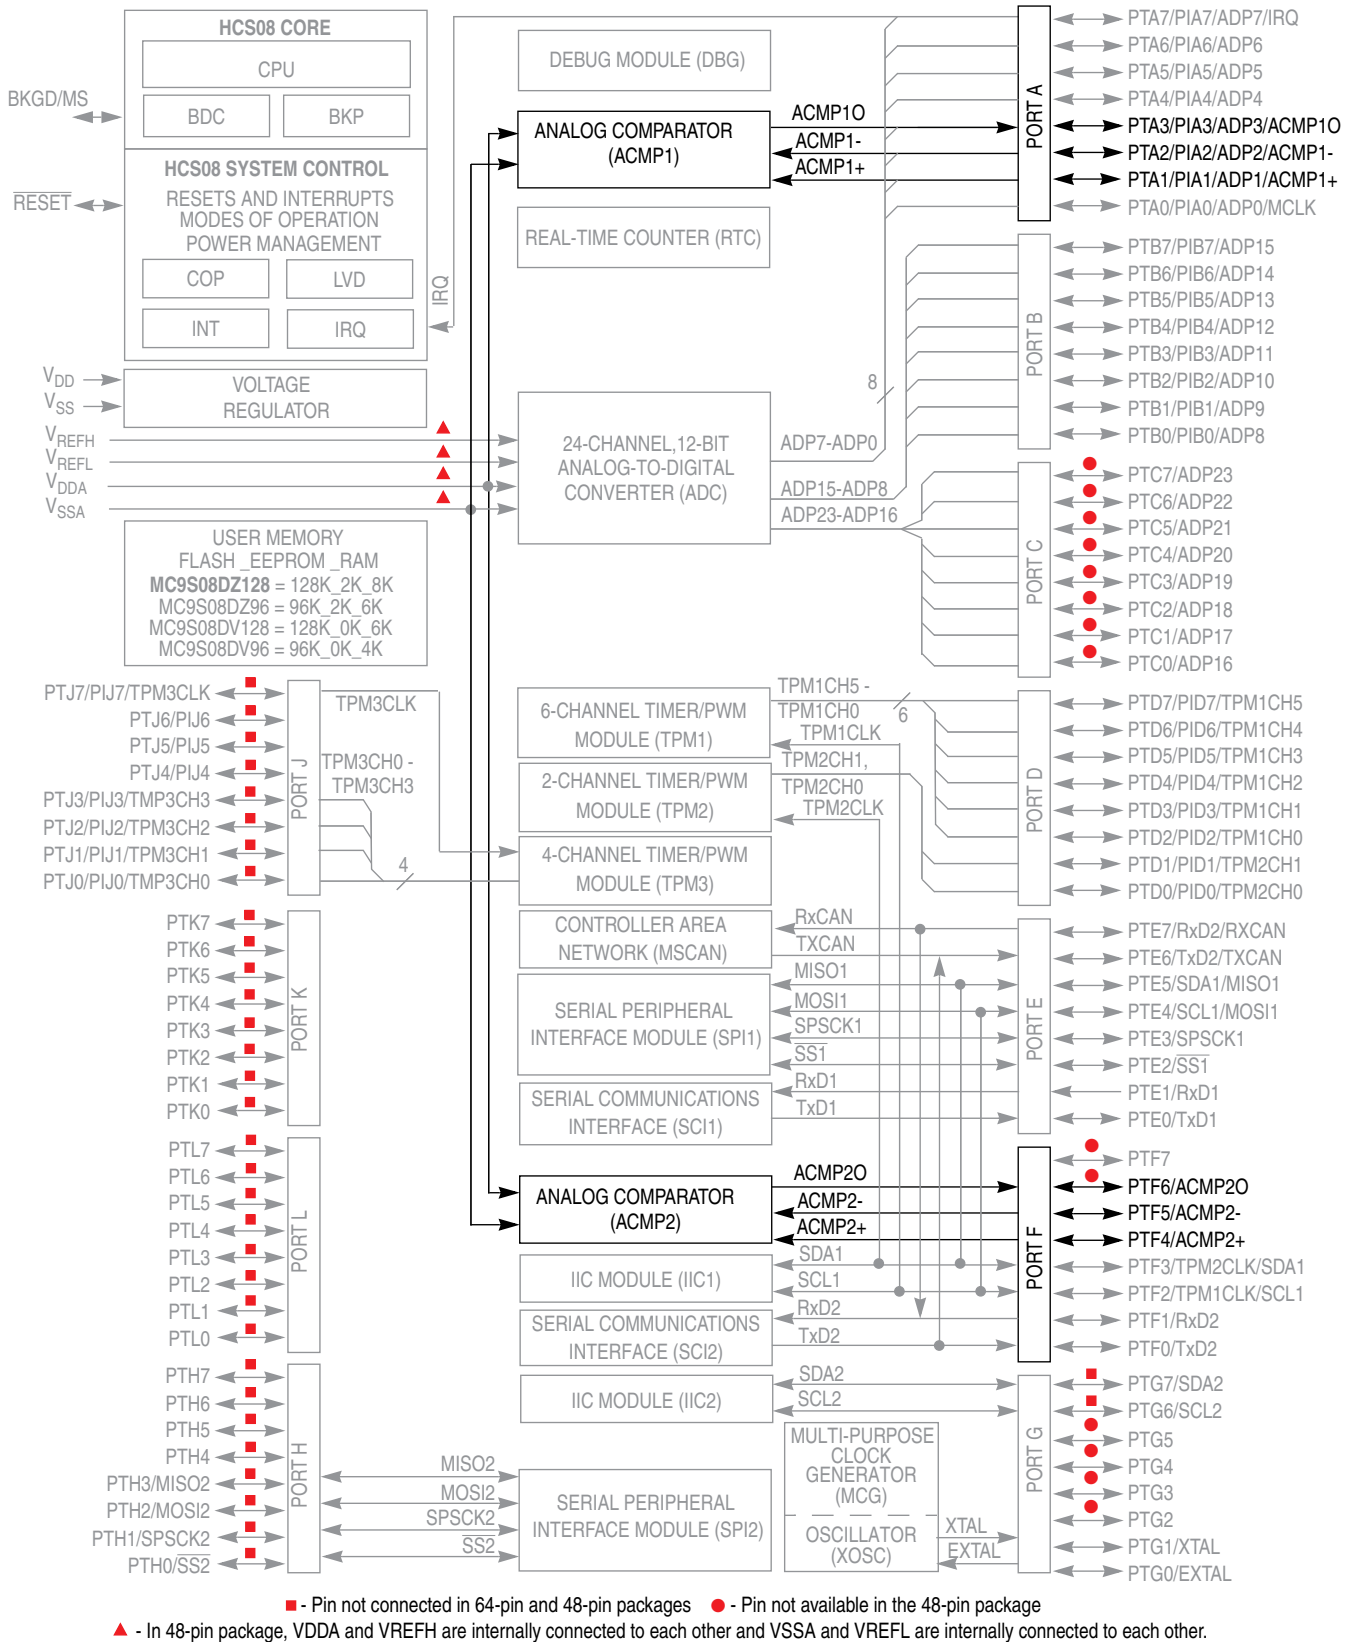 HCS08 CORE
CPU
BDC
BKP
BKGD/MS
HCS08 SYSTEM CONTROL
RESETS AND INTERRUPTS
MODES OF OPERATION
POWER MANAGEMENT
RESET
COP
LVD
INT
IRQ
IRQ
VDD
VSS
VOLTAGE
REGULATOR
VREFH
VREFL
VDDA
VSSA
USER MEMORY
FLASH _EEPROM _RAM
MC9S08DZ128 = 128K_2K_8K
MC9S08DZ96 = 96K_2K_6K
MC9S08DV128 = 128K_0K_6K
MC9S08DV96 = 96K_0K_4K
PTJ7/PIJ7/TPM3CLK
PTJ6/PIJ6
PTJ5/PIJ5
PTJ4/PIJ4
PTJ3/PIJ3/TMP3CH3
PTJ2/PIJ2/TPM3CH2
PTJ1/PIJ1/TPM3CH1
PTJ0/PIJ0/TMP3CH0
PORT J
TPM3CLK
TPM3CH0 -
TPM3CH3
4
PTK7
PTK6
PTK5
PTK4
PTK3
PTK2
PTK1
PTK0
PORT K
PTL7
PTL6
PTL5
PTL4
PTL3
PTL2
PTL1
PTL0
PORT L
PTH7
PTH6
PTH5
PTH4
PTH3/MISO2
PTH2/MOSI2
PTH1/SPSCK2
PTH0/SS2
PORT H
MISO2
MOSI2
SPSCK2
SS2
DEBUG MODULE (DBG)
ANALOG COMPARATOR
(ACMP1)
ACMP1O
ACMP1-
ACMP1+
REAL-TIME COUNTER (RTC)
24-CHANNEL,12-BIT
ANALOG-TO-DIGITAL
CONVERTER (ADC)
8
ADP7-ADP0
ADP15-ADP8
ADP23-ADP16
6-CHANNEL TIMER/PWM
MODULE (TPM1)
TPM1CH5 -
TPM1CH0
6
TPM1CLK
2-CHANNEL TIMER/PWM
MODULE (TPM2)
TPM2CH1,
TPM2CH0
TPM2CLK
4-CHANNEL TIMER/PWM
MODULE (TPM3)
CONTROLLER AREA
NETWORK (MSCAN)
RxCAN
TXCAN
SERIAL PERIPHERAL
INTERFACE MODULE (SPI1)
MISO1
MOSI1
SPSCK1
SS1
SERIAL COMMUNICATIONS
INTERFACE (SCI1)
RxD1
TxD1
ANALOG COMPARATOR
(ACMP2)
ACMP2O
ACMP2-
ACMP2+
IIC MODULE (IIC1)
SDA1
SCL1
SERIAL COMMUNICATIONS
INTERFACE (SCI2)
RxD2
TxD2
IIC MODULE (IIC2)
SDA2
SCL2
MULTI-PURPOSE
CLOCK
GENERATOR
(MCG)
OSCILLATOR
(XOSC)
XTAL
EXTAL
SERIAL PERIPHERAL
INTERFACE MODULE (SPI2)
PORT A
PTA7/PIA7/ADP7/IRQ
PTA6/PIA6/ADP6
PTA5/PIA5/ADP5
PTA4/PIA4/ADP4
PTA3/PIA3/ADP3/ACMP1O
PTA2/PIA2/ADP2/ACMP1-
PTA1/PIA1/ADP1/ACMP1+
PTA0/PIA0/ADP0/MCLK
PORT B
PTB7/PIB7/ADP15
PTB6/PIB6/ADP14
PTB5/PIB5/ADP13
PTB4/PIB4/ADP12
PTB3/PIB3/ADP11
PTB2/PIB2/ADP10
PTB1/PIB1/ADP9
PTB0/PIB0/ADP8
PORT C
PTC7/ADP23
PTC6/ADP22
PTC5/ADP21
PTC4/ADP20
PTC3/ADP19
PTC2/ADP18
PTC1/ADP17
PTC0/ADP16
PORT D
PTD7/PID7/TPM1CH5
PTD6/PID6/TPM1CH4
PTD5/PID5/TPM1CH3
PTD4/PID4/TPM1CH2
PTD3/PID3/TPM1CH1
PTD2/PID2/TPM1CH0
PTD1/PID1/TPM2CH1
PTD0/PID0/TPM2CH0
PORT E
PTE7/RxD2/RXCAN
PTE6/TxD2/TXCAN
PTE5/SDA1/MISO1
PTE4/SCL1/MOSI1
PTE3/SPSCK1
PTE2/SS1
PTE1/RxD1
PTE0/TxD1
PORT F
PTF7
PTF6/ACMP2O
PTF5/ACMP2-
PTF4/ACMP2+
PTF3/TPM2CLK/SDA1
PTF2/TPM1CLK/SCL1
PTF1/RxD2
PTF0/TxD2
PORT G
PTG7/SDA2
PTG6/SCL2
PTG5
PTG4
PTG3
PTG2
PTG1/XTAL
PTG0/EXTAL
- Pin not connected in 64-pin and 48-pin packages
- Pin not available in the 48-pin package
- In 48-pin package, VDDA and VREFH are internally connected to each other and VSSA and VREFL are internally connected to each other.